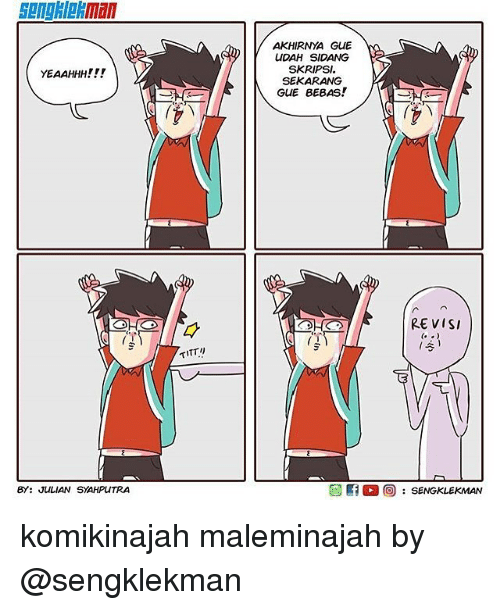 sengklekman
YEAAHHH!!!
AKHIRNYA GUE
UDAH SIDANG
SKRIPSI.
SEKARANG
GUE BEBAS!
TITT!!
REVISI
BY: JULIAN SYAHPUTRA
: SENGKLEKMAN
komikinajah maleminajah by
@sengklekman